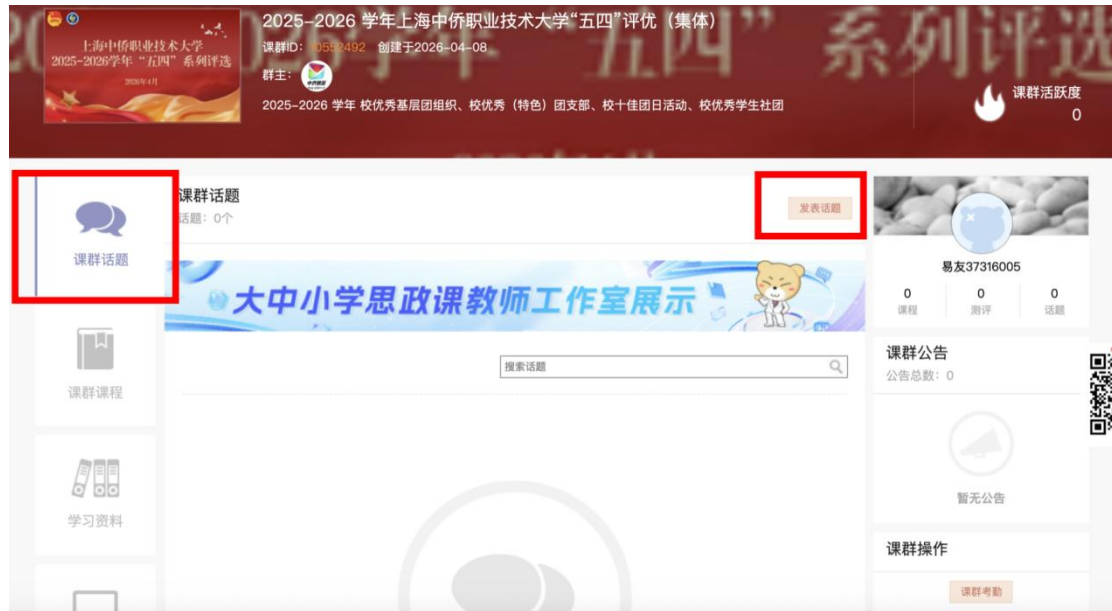 2025-2026 学年上海中侨职业技术大学“五四”评优（集体）
课群ID：10552492 创建于2026-04-08
群主：
2025-2026 学年 校优秀基层团组织、校优秀（特色）团支部、校十佳团日活动、校优秀学生社团
上海中侨职业技术大学
2025-2026学年“五四”系列评选
2026年4月
系列评选
课群活跃度
0
课群话题
课群话题
话题：0个
发表话题
大中小学思政课教师工作室展示
搜索话题
课群课程
学习资料
易友37316005
0 0 0
课程 测评 话题
课群公告
公告总数：0
暂无公告
课群操作
课群考勤